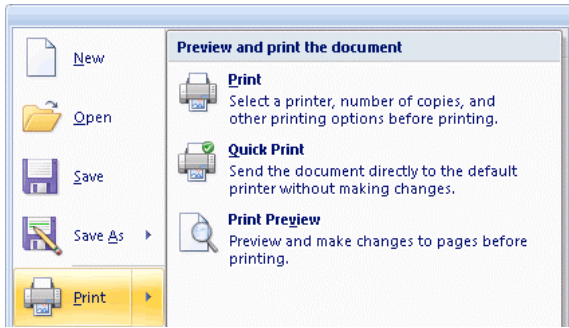 New
Open
Save
Save As
Print
Preview and print the document
Print
Select a printer, number of copies, and
other printing options before printing.
Quick Print
Send the document directly to the default
printer without making changes.
Print Preview
Preview and make changes to pages before
printing.